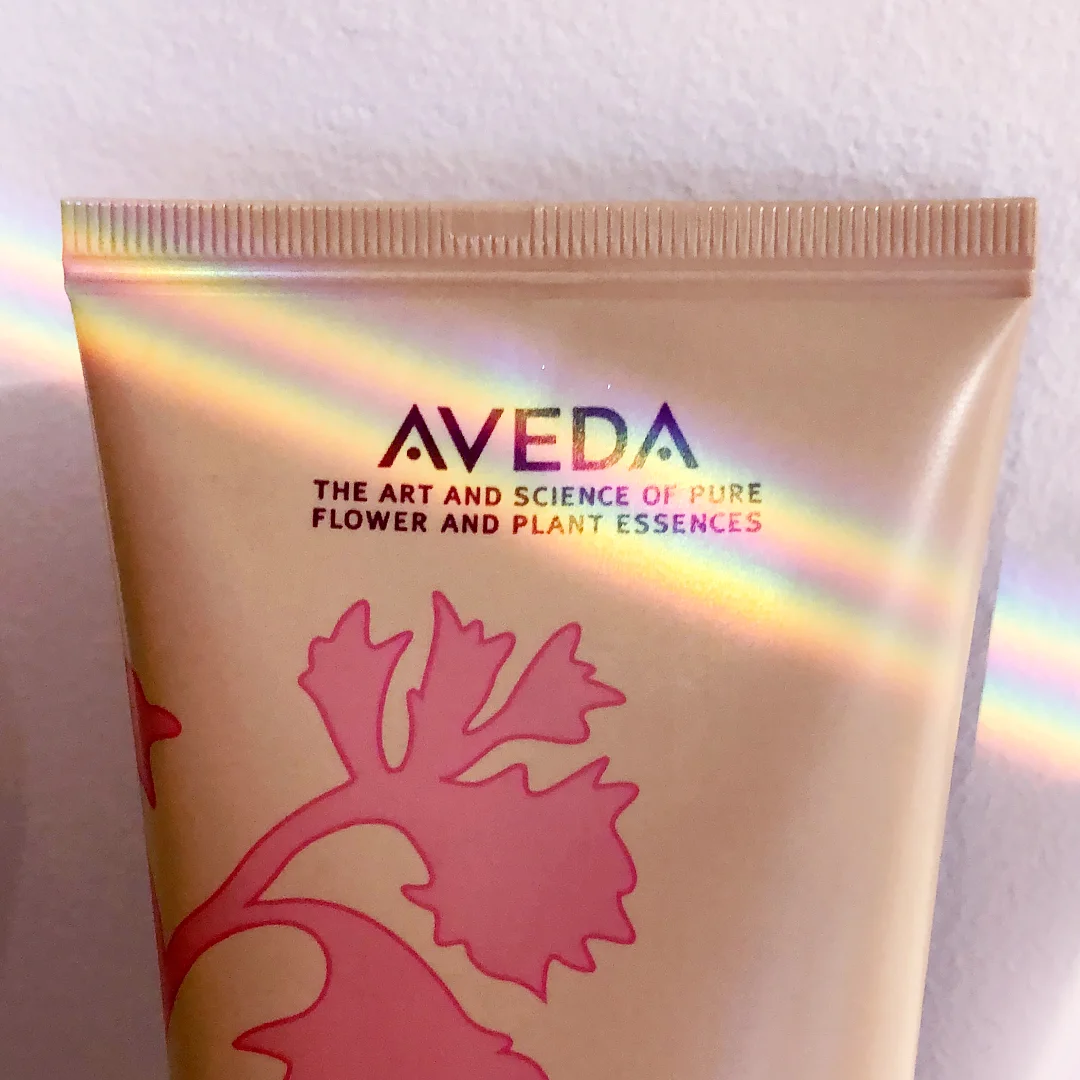 AVEDA
THE ART AND SCIENCE OF PURE
FLOWER AND PLANT ESSENCES